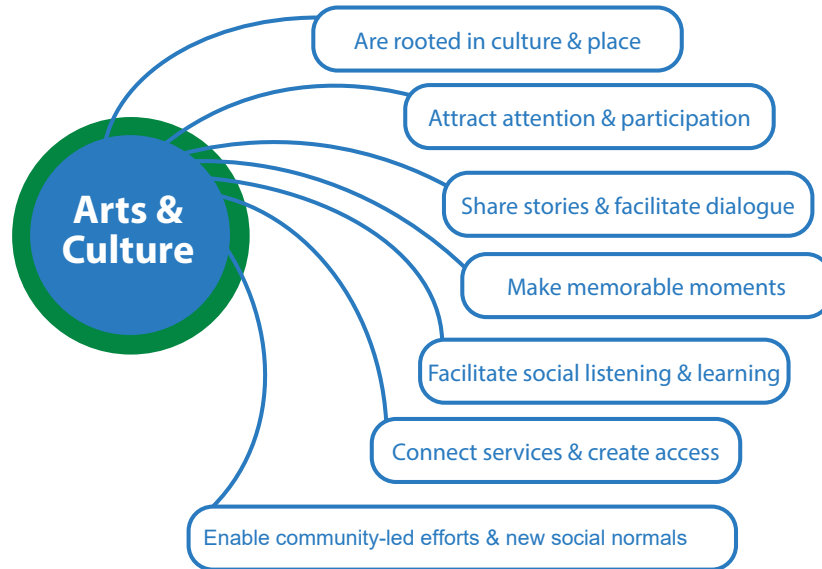 Are rooted in culture & place
Attract attention & participation
Arts &
Culture
Share stories & facilitate dialogue
Make memorable moments
Facilitate social listening & learning
Connect services & create access
Enable community-led efforts & new social normals